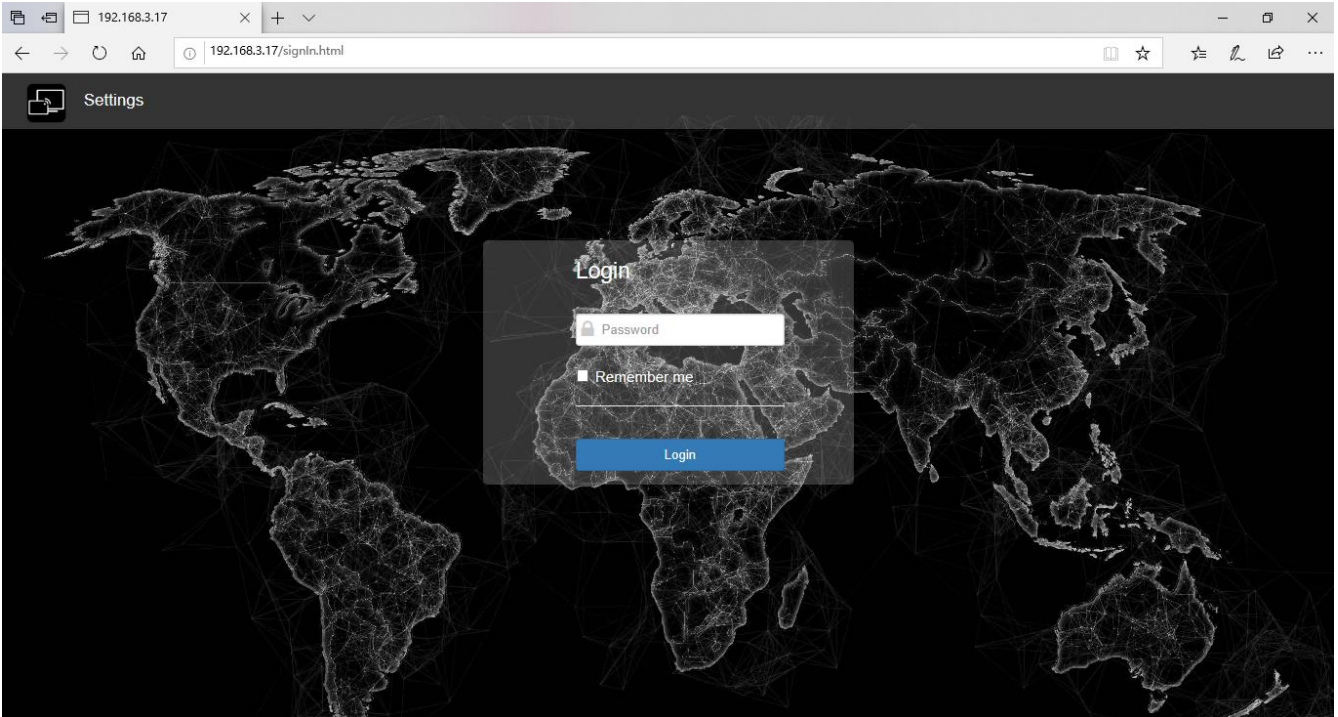 192.168.3.17
192.168.3.17/signIn.html
Settings
Login
Password
Remember me
Login